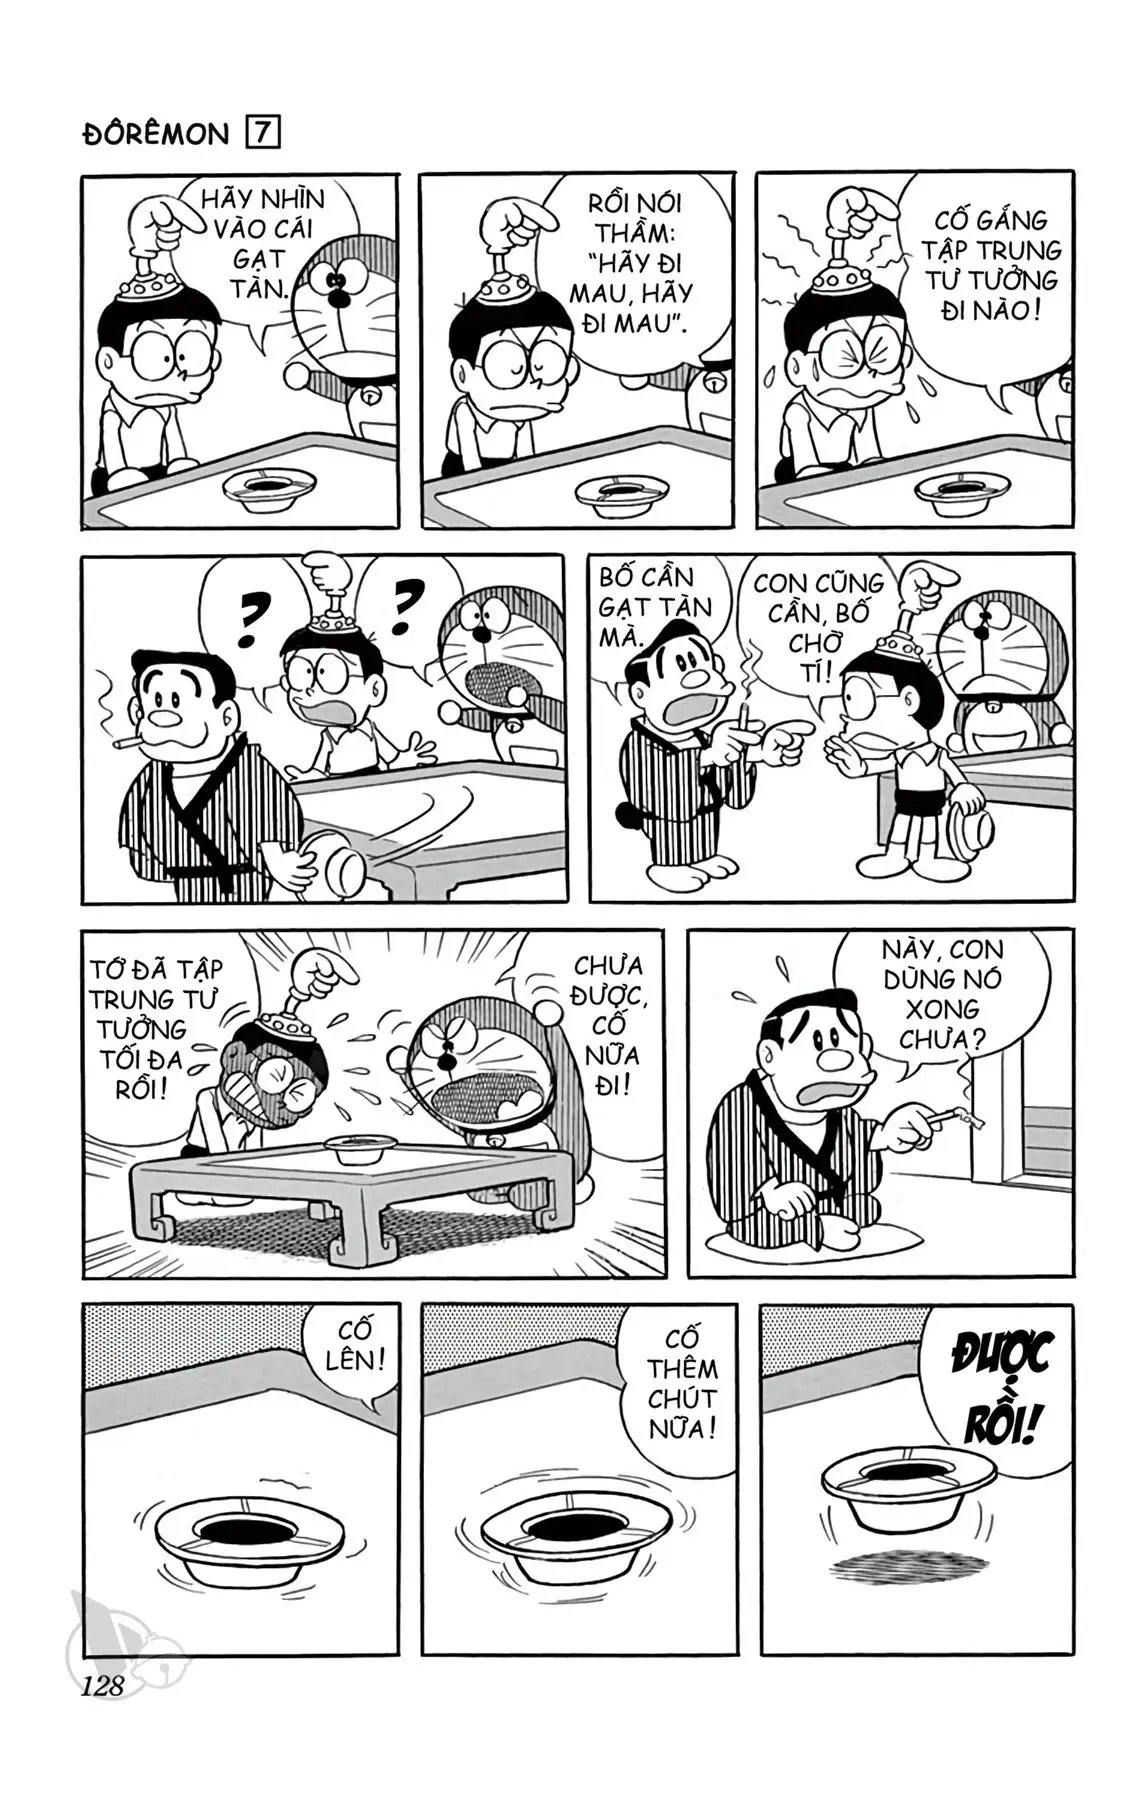 ĐÔRÊMON 7
HÃY NHÌN
VÀO CÁI
GẠT
TÀN.
RỒI NÓI
THẦM:
“HÃY ĐI
MAU, HÃY
ĐI MAU”.
CỐ GẮNG
TẬP TRUNG
TƯ TƯỞNG
ĐI NÀO!
?
?
BỐ CẦN
GẠT TÀN
MÀ.
CON CŨNG
CẦN, BỐ
CHỜ
TÍ!
TỚ ĐÃ TẬP
TRUNG TƯ
TƯỞNG
TỐI ĐA
RỒI!
CHƯA
ĐƯỢC,
CỐ
NỮA
ĐI!
NÀY, CON
DÙNG NÓ
XONG
CHƯA?
CỐ
LÊN!
CỐ
THÊM
CHÚT
NỮA!
ĐƯỢC
RỒI!
128